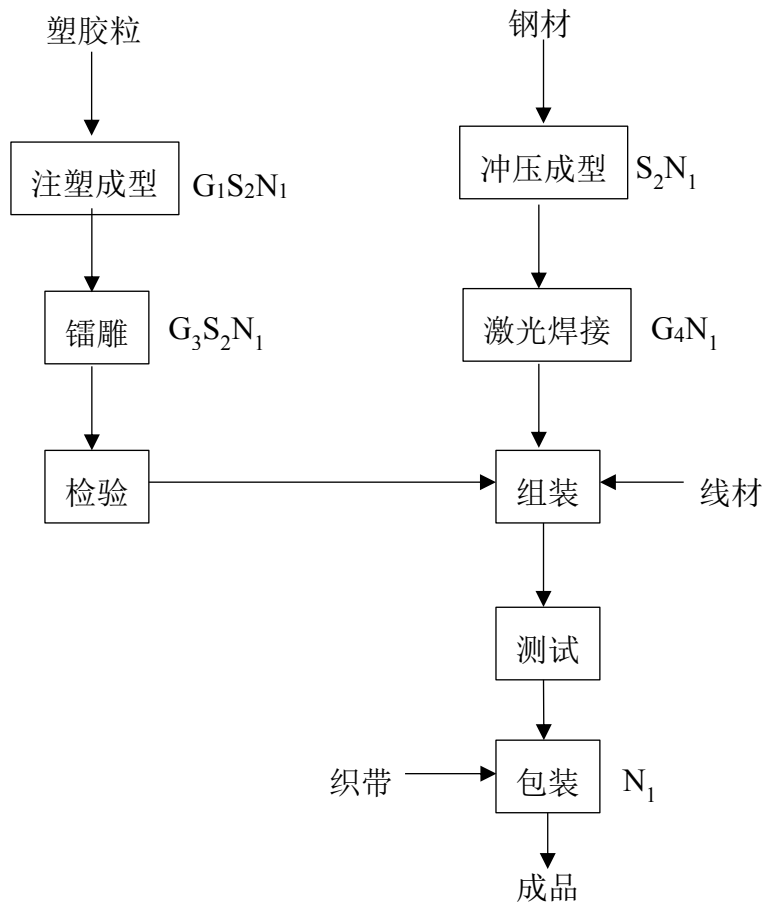 塑胶粒
钢材
注塑成型 G₁S₂N₁
冲压成型 S₂N₁
镭雕 G₃S₂N₁
激光焊接 G₄N₁
检验
组装
线材
测试
织带
包装 N₁
成品